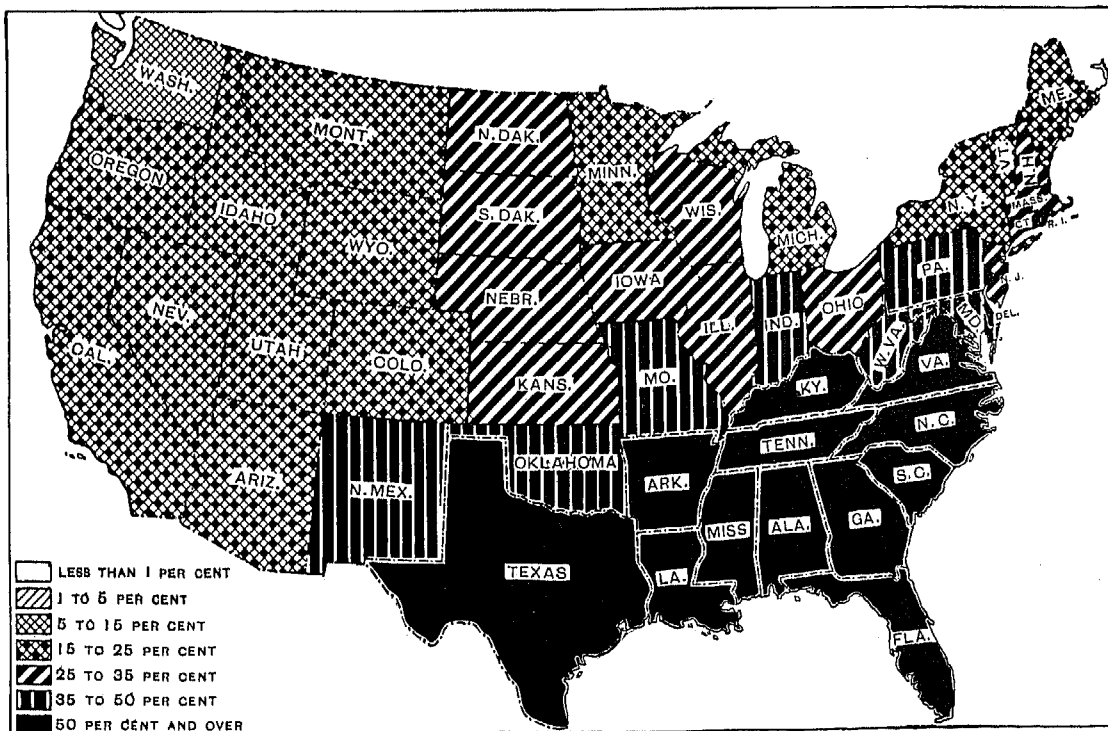 WASH.
MONT.
N. DAK.
MINN.
ME.
OREGON
IDAHO
S. DAK.
WIS.
VT.
N.H.
MASS.
N.Y.
CT.
R.I.
WYO.
MICH.
NEV.
NEBR.
IOWA
PA.
N.J.
CAL.
UTAH
COLO.
ILL.
IND.
OHIO
W. VA.
MD.
DEL.
KANS.
MO.
KY.
VA.
ARIZ.
N. MEX.
OKLAHOMA
TENN.
N.C.
ARK.
S.C.
TEXAS
LA.
MISS
ALA.
GA.
FLA.
LESS THAN 1 PER CENT
1 TO 5 PER CENT
5 TO 15 PER CENT
15 TO 25 PER CENT
25 TO 35 PER CENT
35 TO 50 PER CENT
50 PER CENT AND OVER